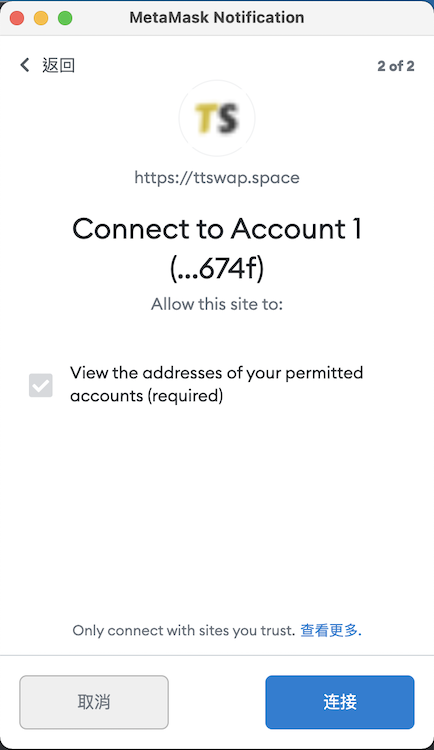 MetaMask Notification
返回
2 of 2
TS
https://ttswap.space
Connect to Account 1
(...674f)
Allow this site to:
View the addresses of your permitted
accounts (required)
Only connect with sites you trust. 查看更多.
取消
连接